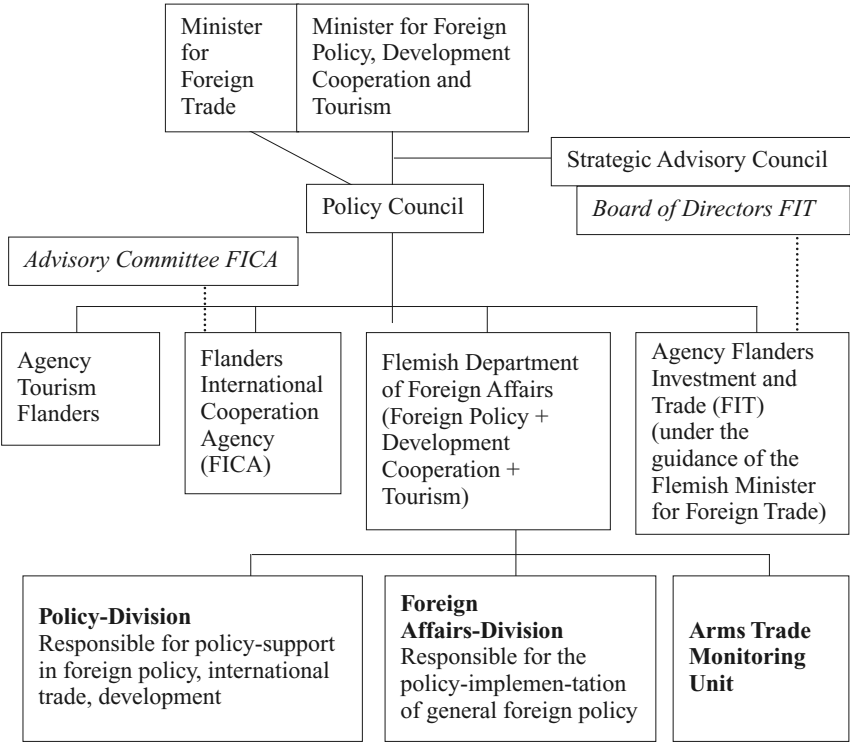 Minister
for
Foreign
Trade
Minister for Foreign
Policy, Development
Cooperation and
Tourism
Strategic Advisory Council
Policy Council
Board of Directors FIT
Advisory Committee FICA
Agency
Tourism
Flanders
Flanders
International
Cooperation
Agency
(FICA)
Flemish Department
of Foreign Affairs
(Foreign Policy +
Development
Cooperation +
Tourism)
Agency Flanders
Investment and
Trade (FIT)
(under the
guidance of the
Flemish Minister
for Foreign Trade)
Policy-Division
Responsible for policy-support
in foreign policy, international
trade, development
Foreign
Affairs-Division
Responsible for the
policy-implemen-tation
of general foreign policy
Arms Trade
Monitoring
Unit